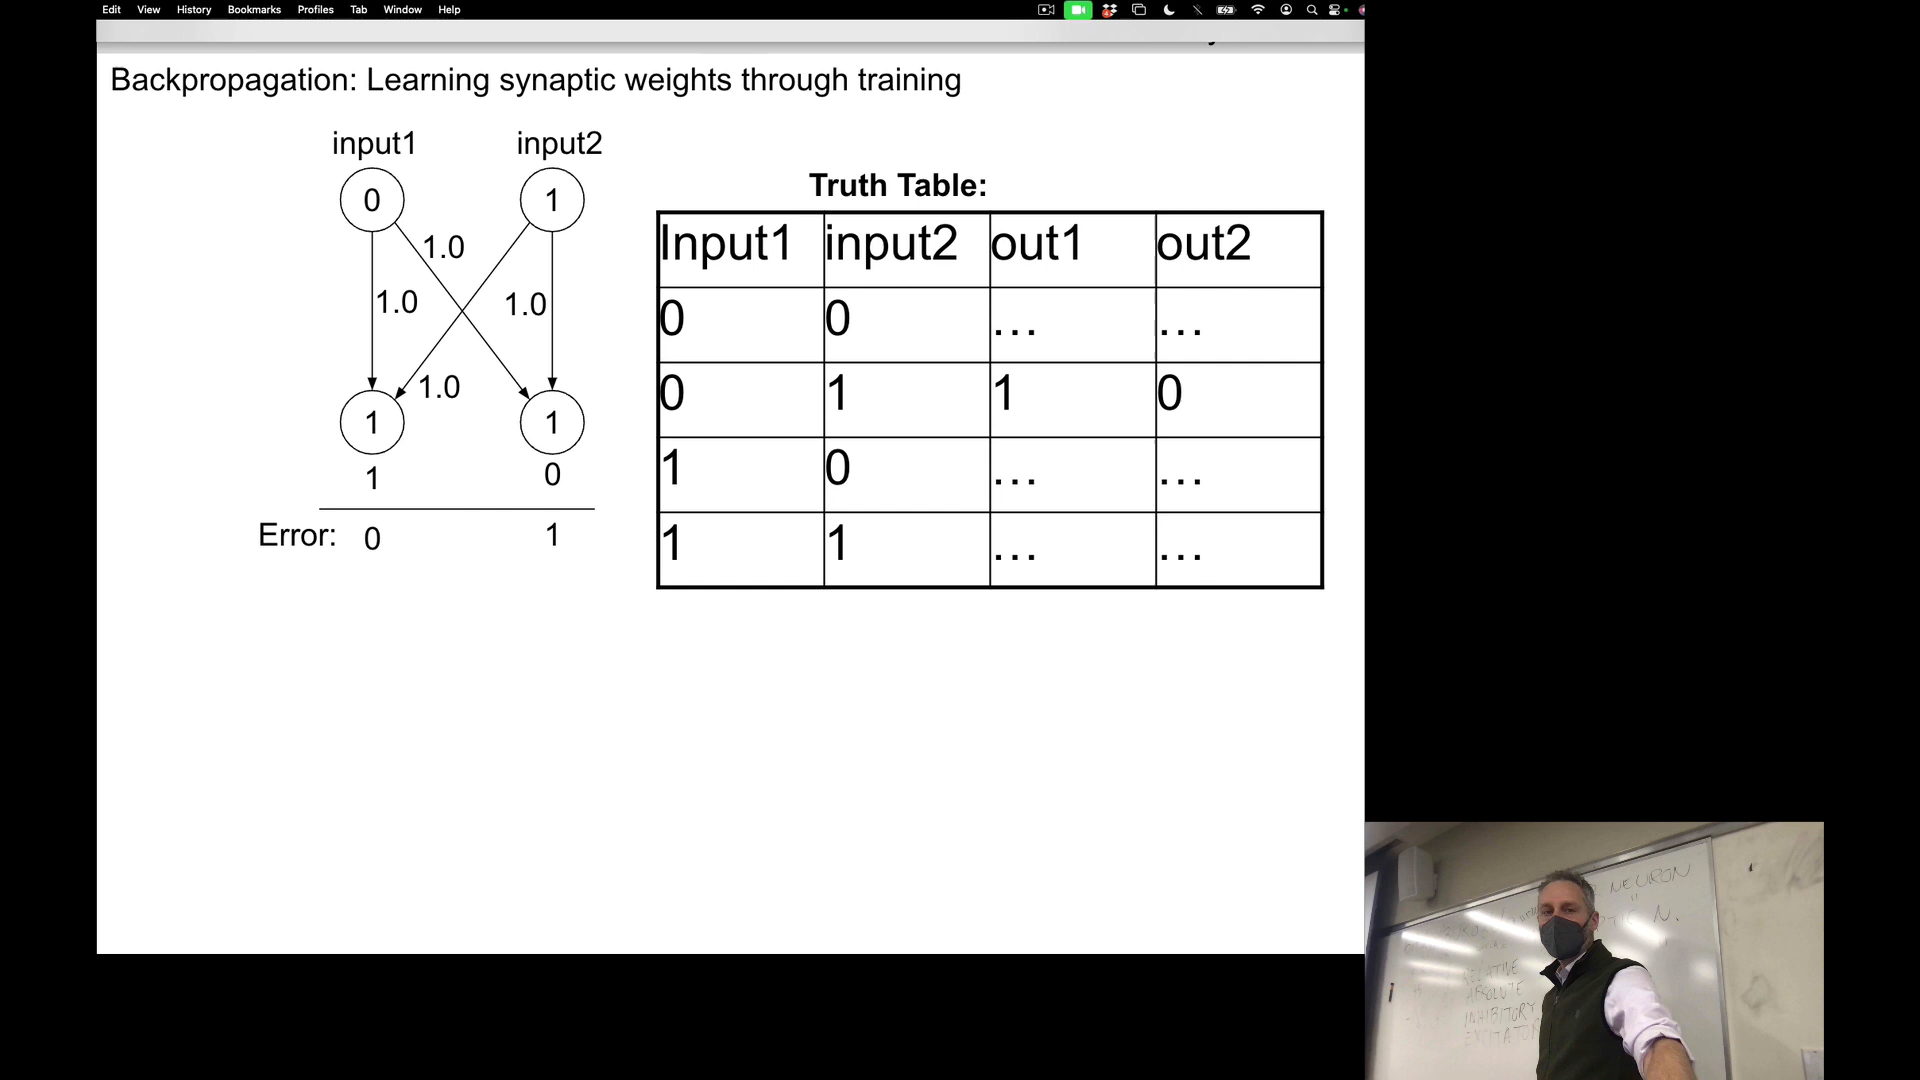 Edit View History Bookmarks Profiles Tab Window Help
Backpropagation: Learning synaptic weights through training
input1 input2
0 1
1.0
1.0 1.0
1.0
1 1
1 0
Error: 0 1
Truth Table:
Input1 input2 out1 out2
0 0 ... ...
0 1 1 0
1 0 ... ...
1 1 ... ...
NEURON
N.
RELATIVE
ABSOLUTE
INHIBITORY